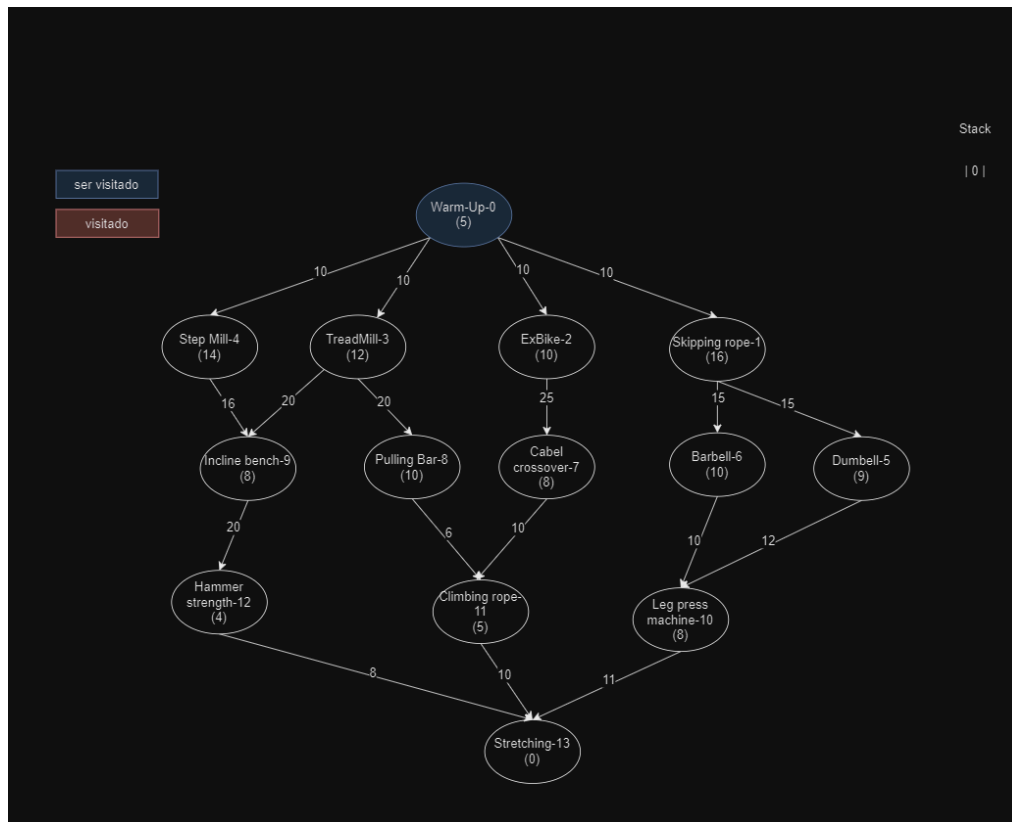 Stack
| 0 |
ser visitado
visitado
Warm-Up-0
(5)
10
10
10
10
Step Mill-4
(14)
TreadMill-3
(12)
ExBike-2
(10)
Skipping rope-1
(16)
16
20
20
25
15
15
Incline bench-9
(8)
Pulling Bar-8
(10)
Cabel
crossover-7
(8)
Barbell-6
(10)
Dumbell-5
(9)
20
6
10
10
12
Hammer
strength-12
(4)
Climbing rope-
11
(5)
Leg press
machine-10
(8)
8
10
11
Stretching-13
(0)